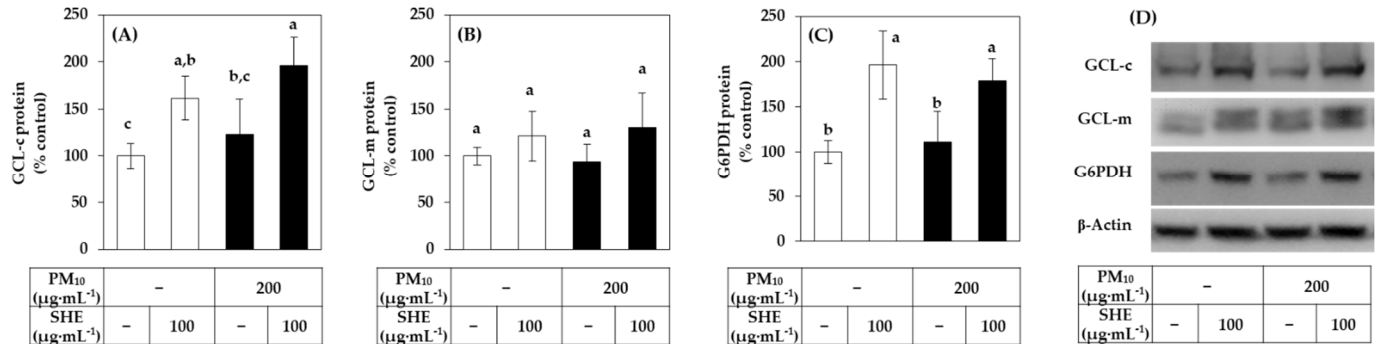 (A)
GCL-c protein
(% control)
250
200
150
100
50
0
c
a,b
b,c
a
PM₁₀
(µg·mL⁻¹)
–
200
SHE
(µg·mL⁻¹)
–
100
–
100
(B)
GCL-m protein
(% control)
250
200
150
100
50
0
a
a
a
a
PM₁₀
(µg·mL⁻¹)
–
200
SHE
(µg·mL⁻¹)
–
100
–
100
(C)
G6PDH protein
(% control)
250
200
150
100
50
0
b
a
b
a
PM₁₀
(µg·mL⁻¹)
–
200
SHE
(µg·mL⁻¹)
–
100
–
100
(D)
GCL-c
GCL-m
G6PDH
β-Actin
PM₁₀
(µg·mL⁻¹)
–
200
SHE
(µg·mL⁻¹)
–
100
–
100